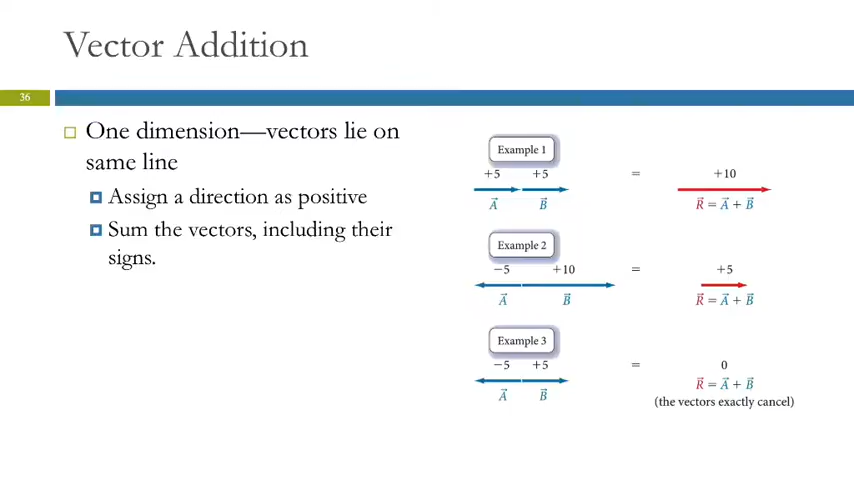 Vector Addition
36
One dimension—vectors lie on
same line
Assign a direction as positive
Sum the vectors, including their
signs.
Example 1
+5 +5 = +10
A⃗ B⃗ R⃗ = A⃗ + B⃗
Example 2
−5 +10 = +5
A⃗ B⃗ R⃗ = A⃗ + B⃗
Example 3
−5 +5 = 0
A⃗ B⃗ R⃗ = A⃗ + B⃗
(the vectors exactly cancel)